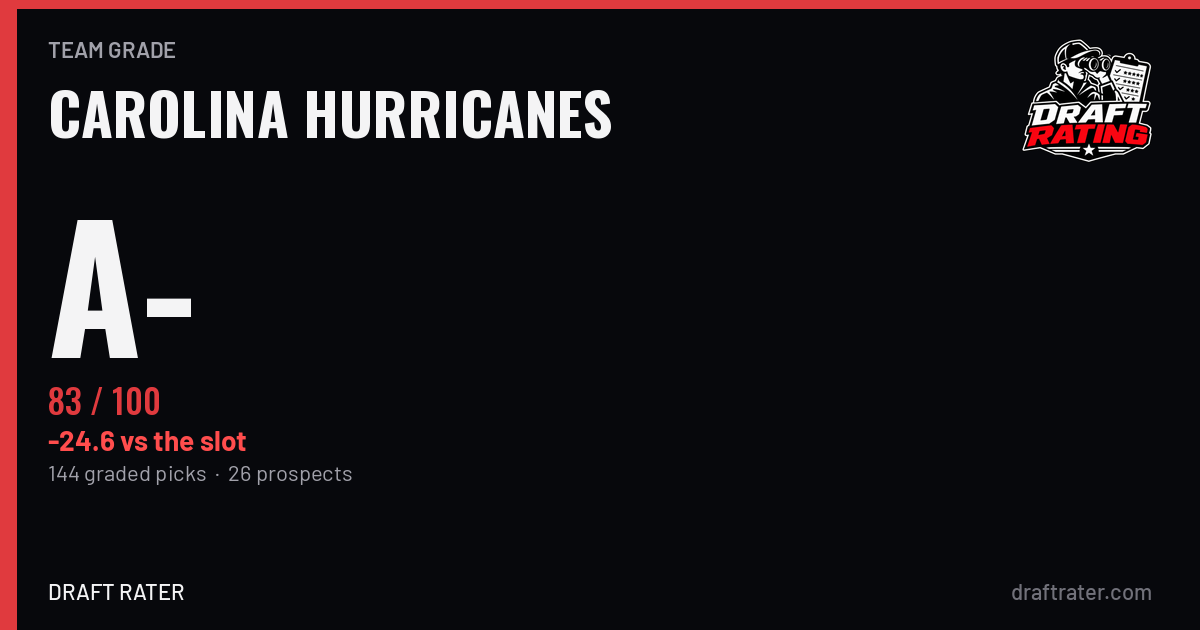 TEAM GRADE
CAROLINA HURRICANES
DRAFT
RATING
A-
83 / 100
-24.6 vs the slot
144 graded picks · 26 prospects
DRAFT RATER
draftrater.com